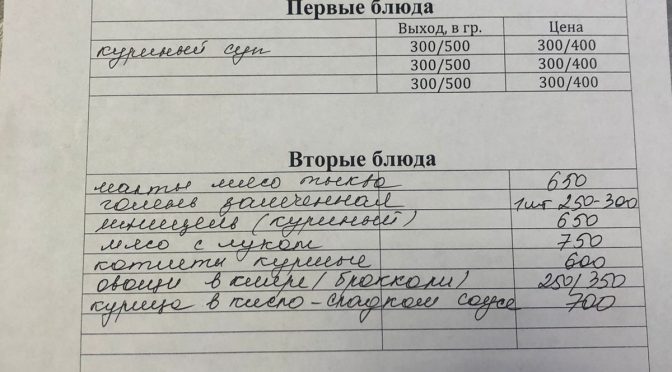 Первые блюда
Выход, в гр. Цена
куриный суп 300/500 300/400
300/500 300/400
300/500 300/400
Вторые блюда
манты мясо тыква 650
голень запеченная 1шт 250-300
шницель (куриный) 650
мясо с луком 750
котлеты куриные 600
овощи в кляре (брокколи) 250/350
курица в кисло-сладком соусе 700